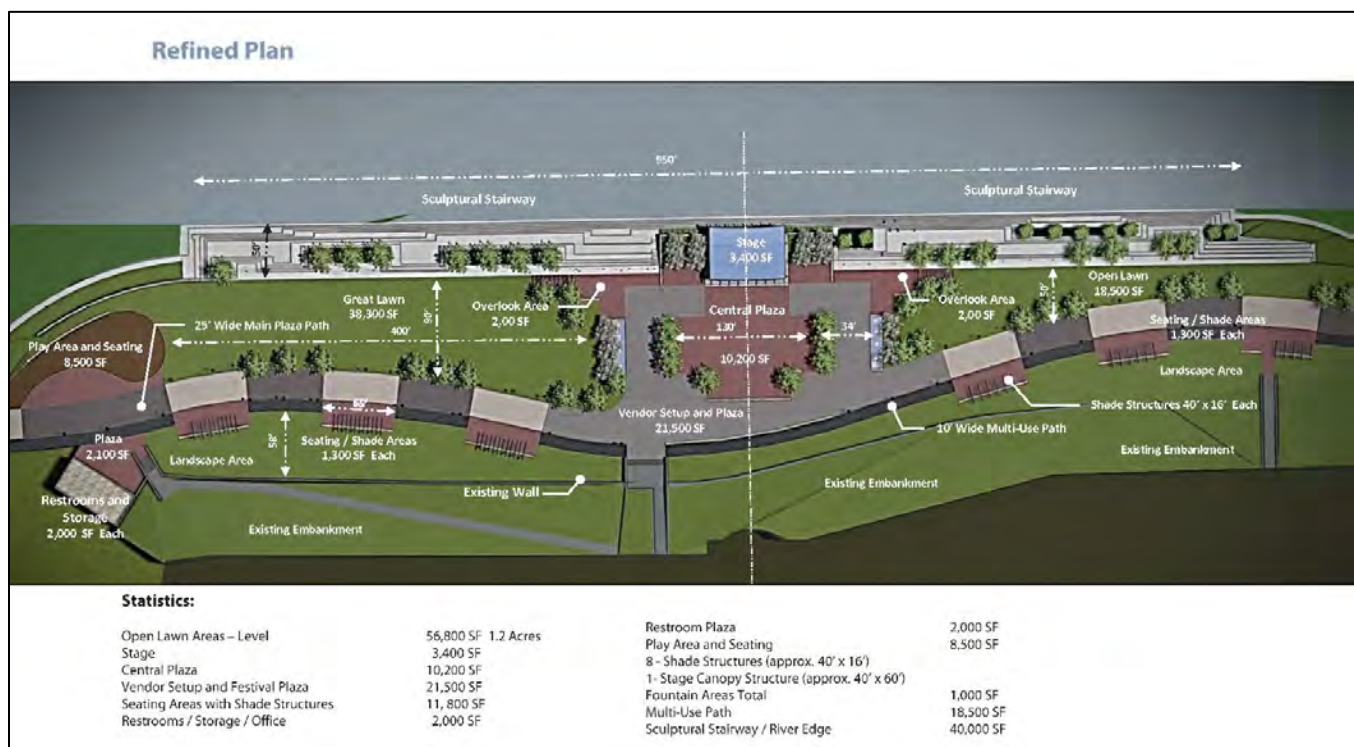 Refined Plan
950'
Sculptural Stairway
Sculptural Stairway
50'
Stage
3,400 SF
Great Lawn
38,300 SF
400'
90'
Overlook Area
2,00 SF
Central Plaza
130'
34'
10,200 SF
Overlook Area
2,00 SF
50'
Open Lawn
18,500 SF
25' Wide Main Plaza Path
Play Area and Seating
8,500 SF
Seating / Shade Areas
1,300 SF Each
Landscape Area
Shade Structures 40' x 16' Each
Vendor Setup and Plaza
21,500 SF
10' Wide Multi-Use Path
Plaza
2,100 SF
Landscape Area
Seating / Shade Areas
1,300 SF Each
Existing Wall
Existing Embankment
Existing Embankment
Restrooms and
Storage
2,000 SF Each
Existing Embankment
Statistics:
Open Lawn Areas – Level 56,800 SF 1.2 Acres
Stage 3,400 SF
Central Plaza 10,200 SF
Vendor Setup and Festival Plaza 21,500 SF
Seating Areas with Shade Structures 11, 800 SF
Restrooms / Storage / Office 2,000 SF
Restroom Plaza 2,000 SF
Play Area and Seating 8,500 SF
8 - Shade Structures (approx. 40' x 16')
1- Stage Canopy Structure (approx. 40' x 60')
Fountain Areas Total 1,000 SF
Multi-Use Path 18,500 SF
Sculptural Stairway / River Edge 40,000 SF